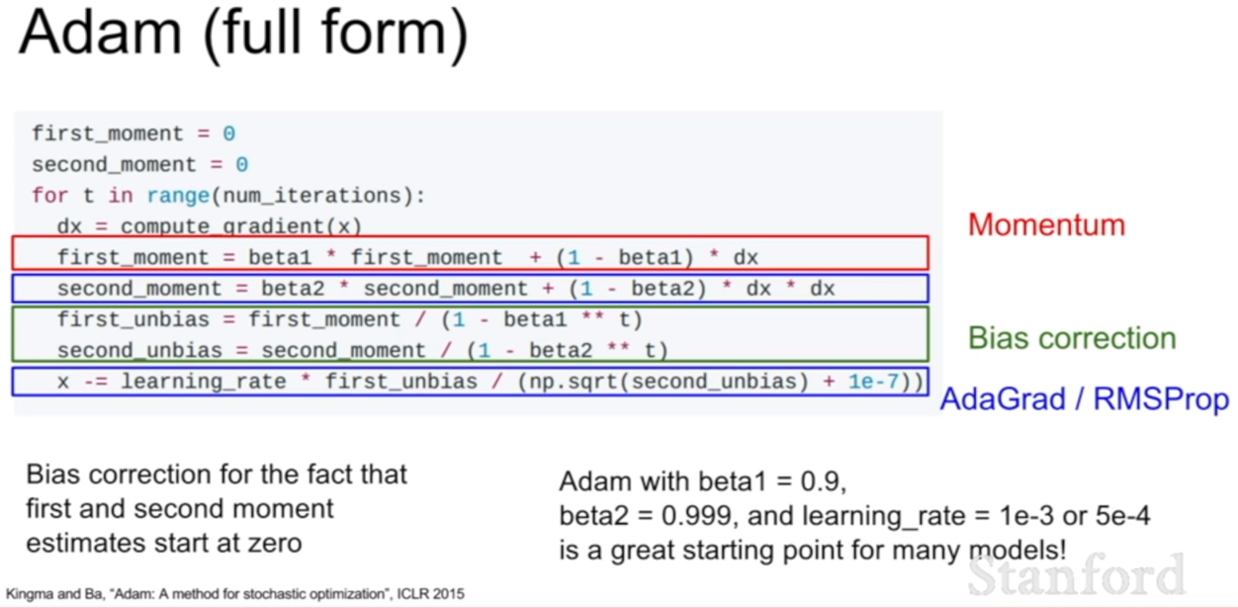 Adam (full form)
first_moment = 0
second_moment = 0
for t in range(num_iterations):
dx = compute_gradient(x)
first_moment = beta1 * first_moment + (1 - beta1) * dx
Momentum
second_moment = beta2 * second_moment + (1 - beta2) * dx * dx
first_unbias = first_moment / (1 - beta1 ** t)
second_unbias = second_moment / (1 - beta2 ** t)
Bias correction
x -= learning_rate * first_unbias / (np.sqrt(second_unbias) + 1e-7))
AdaGrad / RMSProp
Bias correction for the fact that
first and second moment
estimates start at zero
Adam with beta1 = 0.9,
beta2 = 0.999, and learning_rate = 1e-3 or 5e-4
is a great starting point for many models!
Stanford
Kingma and Ba, “Adam: A method for stochastic optimization”, ICLR 2015